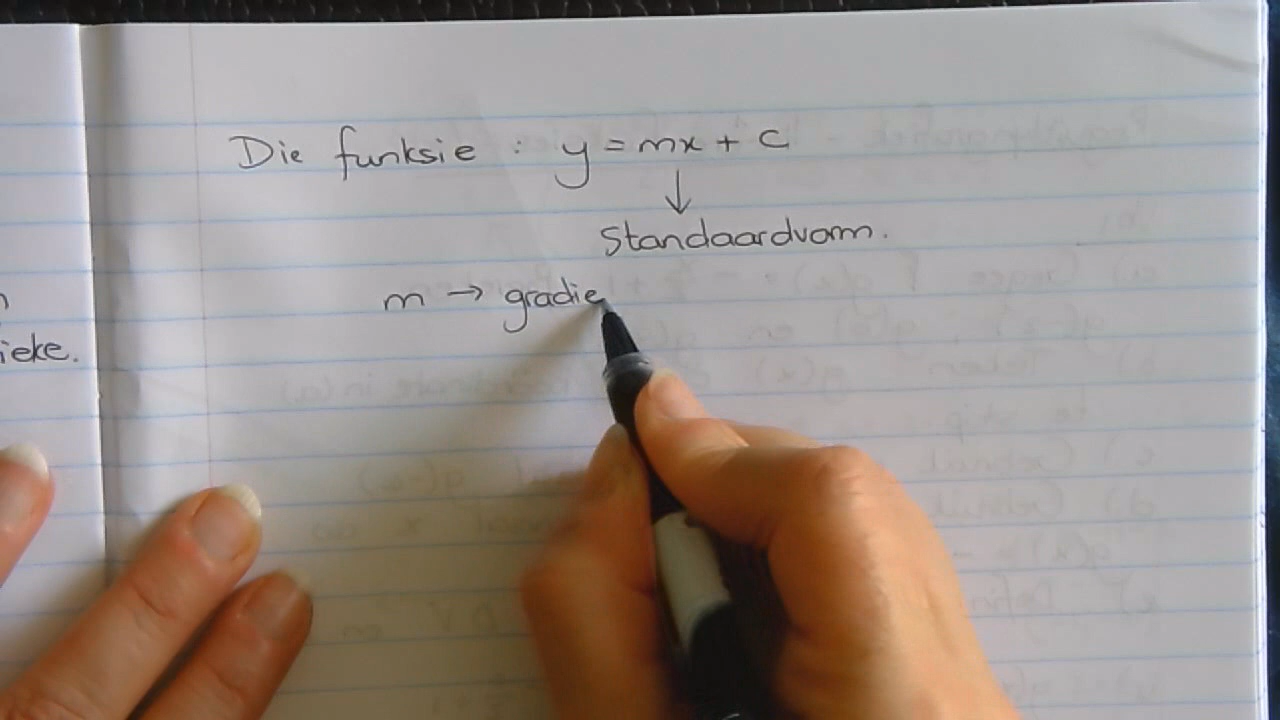 Die funksie : y = mx + c
↓
Standaardvorm.
m → gradie
ieke.